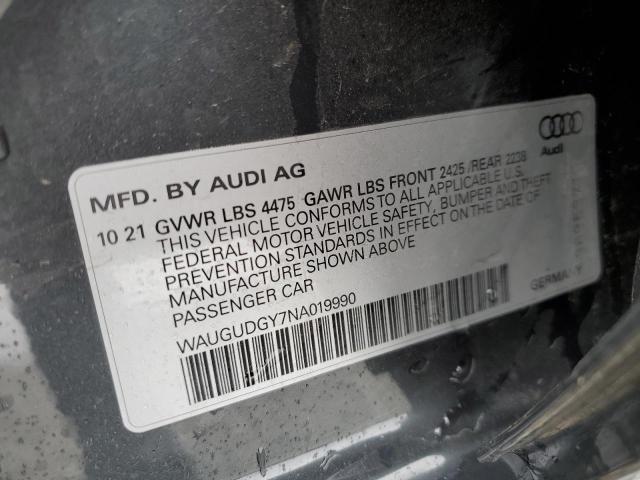 MFD. BY AUDI AG
Audi
10 21 GVWR LBS 4475 GAWR LBS FRONT 2425 /REAR 2238
THIS VEHICLE CONFORMS TO ALL APPLICABLE U.S.
FEDERAL MOTOR VEHICLE SAFETY, BUMPER AND THEFT
PREVENTION STANDARDS IN EFFECT ON THE DATE OF
MANUFACTURE SHOWN ABOVE
PASSENGER CAR
WAUGUDGY7NA019990
GERMANY